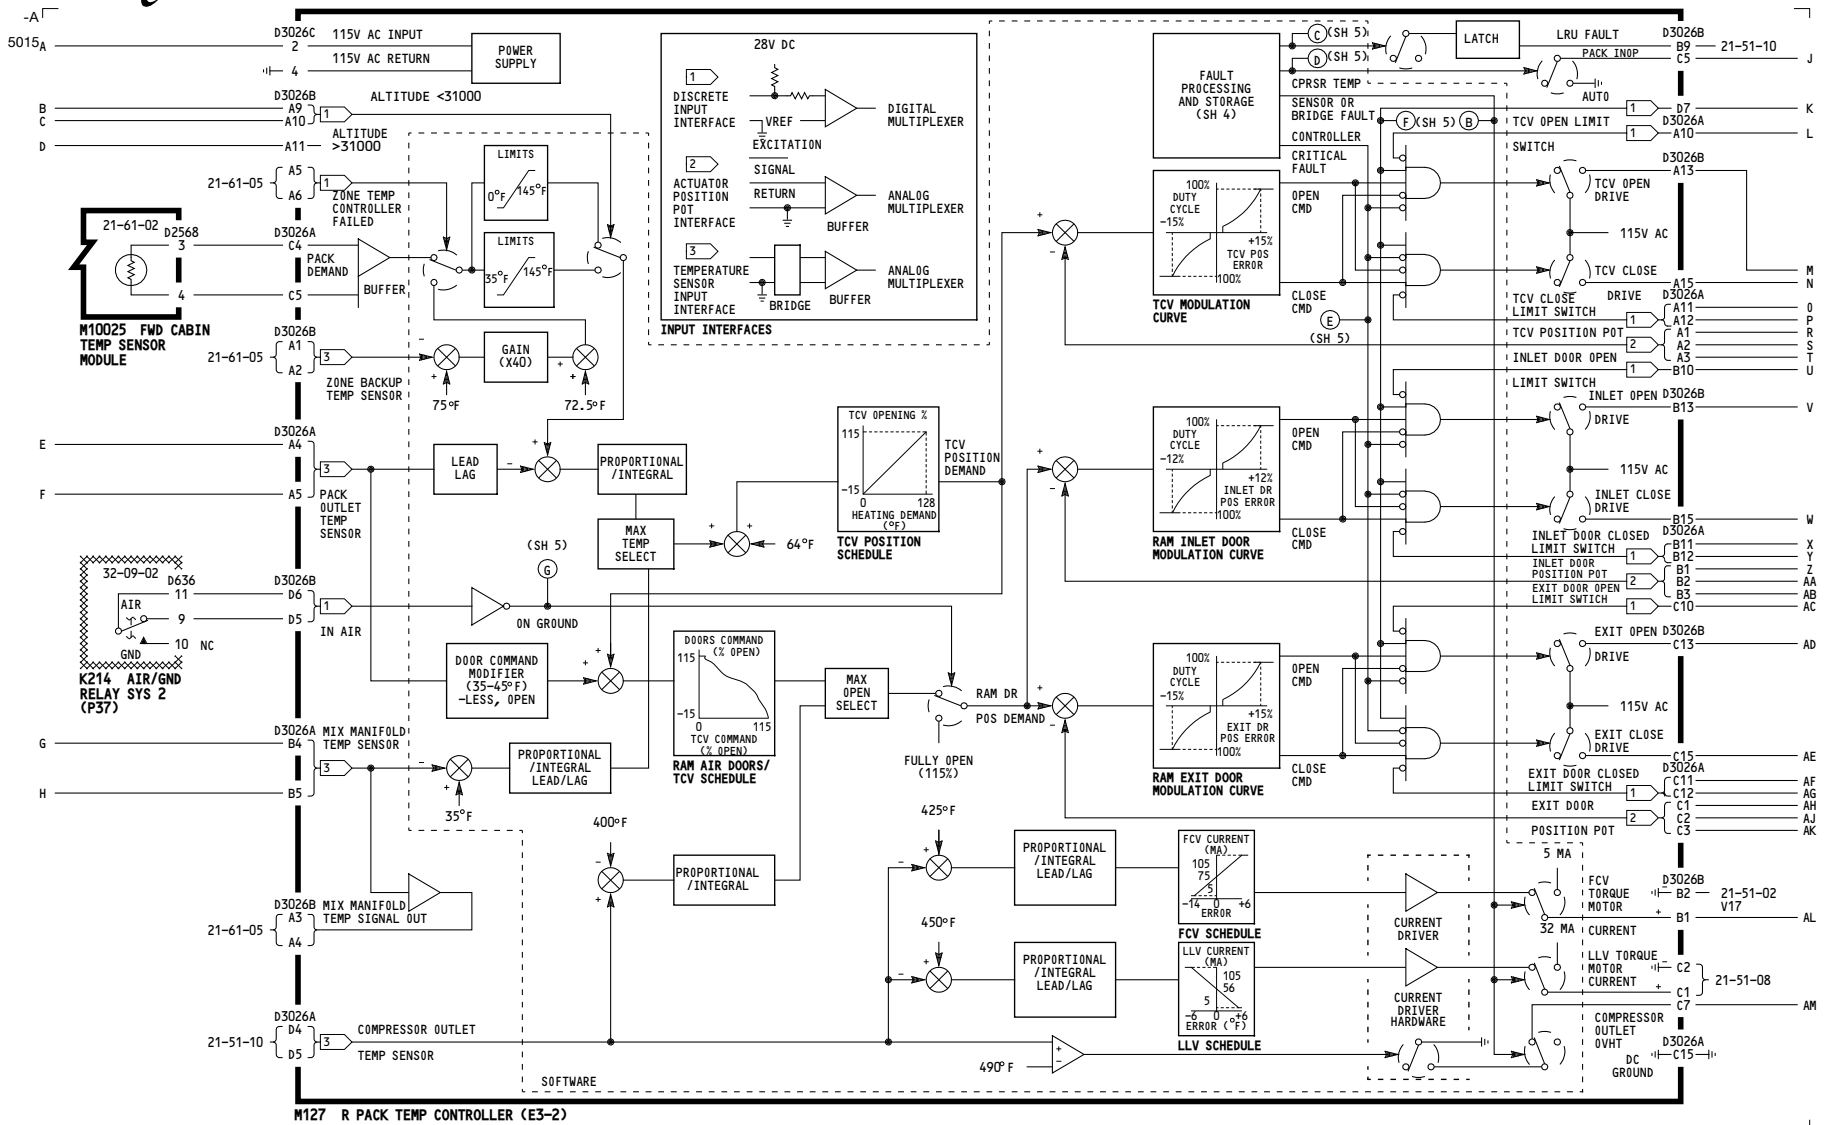 -A
5015A
D3026C
2
115V AC INPUT
4
115V AC RETURN
POWER
SUPPLY
B
C
D
D3026B
A9
A10
1
ALTITUDE <31000
A11
ALTITUDE
>31000
21-61-05
A5
A6
1
ZONE TEMP
CONTROLLER
FAILED
21-61-02
D2568
3
4
D3026A
C4
PACK
DEMAND
C5
BUFFER
M10025 FWD CABIN
TEMP SENSOR
MODULE
LIMITS
0°F
145°F
LIMITS
35°F
145°F
D3026B
21-61-05
A1
A2
3
ZONE BACKUP
TEMP SENSOR
-
+
75°F
GAIN
(X40)
+
+
72.5°F
28V DC
1
DISCRETE
INPUT
INTERFACE
VREF
DIGITAL
MULTIPLEXER
EXCITATION
2
ACTUATOR
POSITION
POT
INTERFACE
SIGNAL
RETURN
BUFFER
ANALOG
MULTIPLEXER
3
TEMPERATURE
SENSOR
INPUT
INTERFACE
BRIDGE
BUFFER
ANALOG
MULTIPLEXER
INPUT INTERFACES
E
F
D3026A
A4
A5
3
PACK
OUTLET
TEMP
SENSOR
LEAD
LAG
-
+
PROPORTIONAL
/INTEGRAL
MAX
TEMP
SELECT
+
+
64°F
TCV OPENING %
115
-15
0
128
HEATING DEMAND
(°F)
TCV POSITION
SCHEDULE
TCV
POSITION
DEMAND
32-09-02
D636
11
AIR
9
10 NC
GND
K214 AIR/GND
RELAY SYS 2
(P37)
D3026B
D6
D5
1
IN AIR
(SH 5)
G
ON GROUND
DOOR COMMAND
MODIFIER
(35-45°F)
-LESS, OPEN
+
+
DOORS COMMAND
(% OPEN)
115
-15
0
115
TCV COMMAND
(% OPEN)
RAM AIR DOORS/
TCV SCHEDULE
MAX
OPEN
SELECT
RAM DR
POS DEMAND
FULLY OPEN
(115%)
G
H
D3026A
B4
B5
3
MIX MANIFOLD
TEMP SENSOR
-
+
35°F
PROPORTIONAL
/INTEGRAL
LEAD/LAG
400°F
-
+
PROPORTIONAL
/INTEGRAL
D3026B
21-61-05
A3
A4
MIX MANIFOLD
TEMP SIGNAL OUT
D3026A
21-51-10
D4
D5
3
COMPRESSOR OUTLET
TEMP SENSOR
425°F
+
-
PROPORTIONAL
/INTEGRAL
LEAD/LAG
FCV CURRENT
(MA)
105
75
5
-14 0 +6
ERROR
FCV SCHEDULE
450°F
+
-
PROPORTIONAL
/INTEGRAL
LEAD/LAG
LLV CURRENT
(MA)
105
56
5
-6 0 +6
ERROR (°F)
LLV SCHEDULE
490°F
+
-
SOFTWARE
M127 R PACK TEMP CONTROLLER (E3-2)
CURRENT
DRIVER
CURRENT
DRIVER
HARDWARE
FAULT
PROCESSING
AND STORAGE
(SH 4)
C
(SH 5)
D
(SH 5)
CPRSR TEMP
SENSOR OR
BRIDGE FAULT
CONTROLLER
CRITICAL
FAULT
F
(SH 5)
B
LATCH
LRU FAULT
PACK INOP
AUTO
D3026B
B9
21-51-10
C5
J
1
D7
K
TCV OPEN LIMIT
SWITCH
D3026A
1
A10
L
+
-
100%
DUTY
CYCLE
-15%
+15%
TCV POS
ERROR
-100%
TCV MODULATION
CURVE
OPEN
CMD
CLOSE
CMD
E
(SH 5)
TCV OPEN
DRIVE
D3026B
A13
115V AC
TCV CLOSE
DRIVE
M
A15
N
TCV CLOSE
LIMIT SWITCH
D3026A
1
A11
A12
O
P
TCV POSITION POT
2
A1
A2
A3
R
S
T
INLET DOOR OPEN
LIMIT SWITCH
1
B10
U
+
-
100%
DUTY
CYCLE
-12%
+12%
INLET DR
POS ERROR
-100%
RAM INLET DOOR
MODULATION CURVE
OPEN
CMD
CLOSE
CMD
INLET OPEN
DRIVE
D3026B
B13
V
115V AC
INLET CLOSE
DRIVE
B15
W
INLET DOOR CLOSED
LIMIT SWITCH
D3026A
1
B11
B12
X
Y
INLET DOOR
POSITION POT
2
B1
B2
B3
Z
AA
AB
EXIT DOOR OPEN
LIMIT SWTICH
1
C10
AC
+
-
100%
DUTY
CYCLE
-15%
+15%
EXIT DR
POS ERROR
-100%
RAM EXIT DOOR
MODULATION CURVE
OPEN
CMD
CLOSE
CMD
EXIT OPEN
DRIVE
D3026B
C13
AD
115V AC
EXIT CLOSE
DRIVE
C15
AE
EXIT DOOR CLOSED
LIMIT SWITCH
D3026A
1
C11
C12
AF
AG
EXIT DOOR
POSITION POT
2
C1
C2
C3
AH
AJ
AK
5 MA
FCV
TORQUE
MOTOR
CURRENT
D3026B
-
B2
21-51-02
V17
+
B1
AL
32 MA
LLV TORQUE
MOTOR
CURRENT
-
C2
+
C1
21-51-08
C7
AM
COMPRESSOR
OUTLET
OVHT
D3026A
C15
DC
GROUND